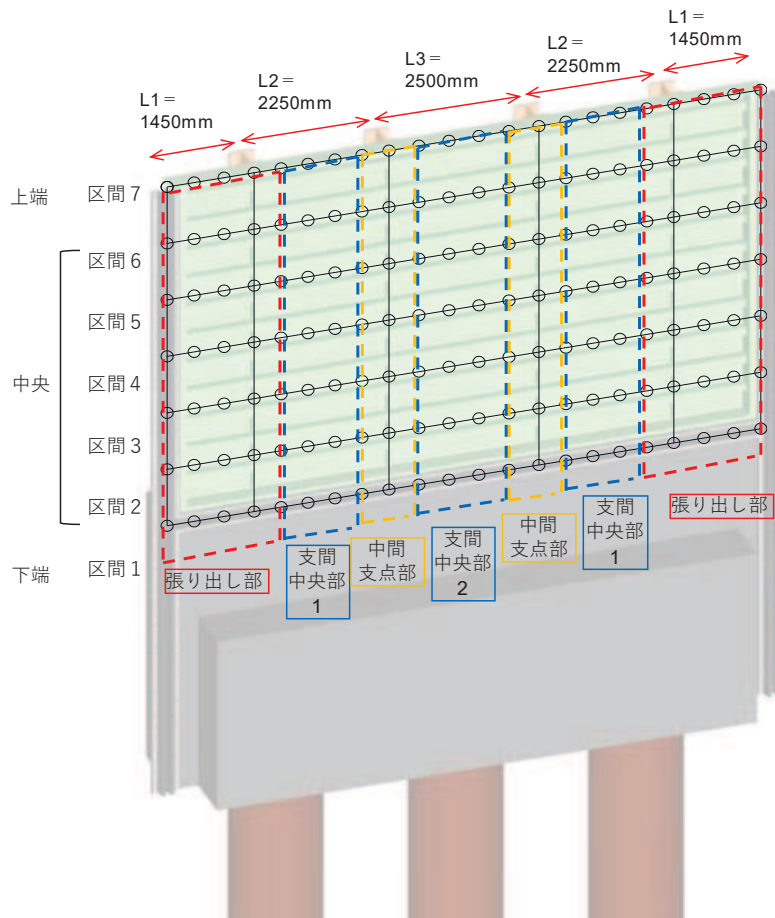 L1＝
1450mm
L2＝
2250mm
L3＝
2500mm
L2＝
2250mm
L1＝
1450mm
上端
区間 7
中央
区間 6
区間 5
区間 4
区間 3
区間 2
下端
区間 1
張り出し部
支間
中央部
1
中間
支点部
支間
中央部
2
中間
支点部
支間
中央部
1
張り出し部